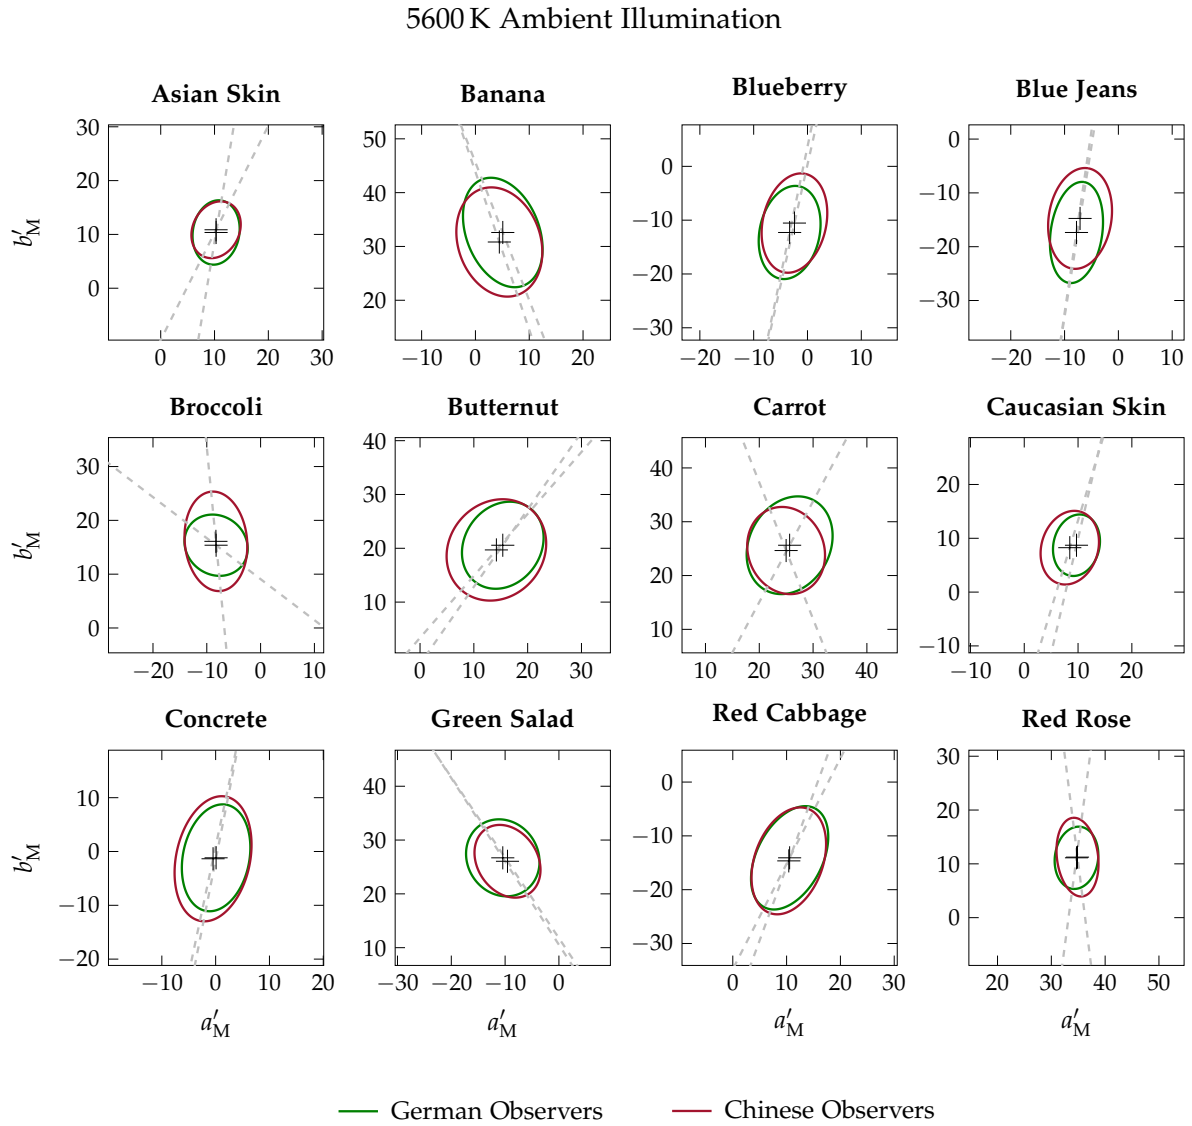 5600 K Ambient Illumination
Asian Skin
Banana
Blueberry
Blue Jeans
30
20
10
0
b′M
0 10 20 30
50
40
30
20
−10 0 10 20
0
−10
−20
−30
−20 −10 0 10
0
−10
−20
−30
−20 −10 0 10
Broccoli
Butternut
Carrot
Caucasian Skin
30
20
10
0
b′M
−20 −10 0 10
40
30
20
10
0 10 20 30
40
30
20
10
10 20 30 40
20
10
0
−10
−10 0 10 20
Concrete
Green Salad
Red Cabbage
Red Rose
10
0
−10
−20
b′M
−10 0 10 20
a′M
40
30
20
10
−30 −20 −10 0
a′M
0
−10
−20
−30
0 10 20 30
a′M
30
20
10
0
20 30 40 50
a′M
German Observers
Chinese Observers